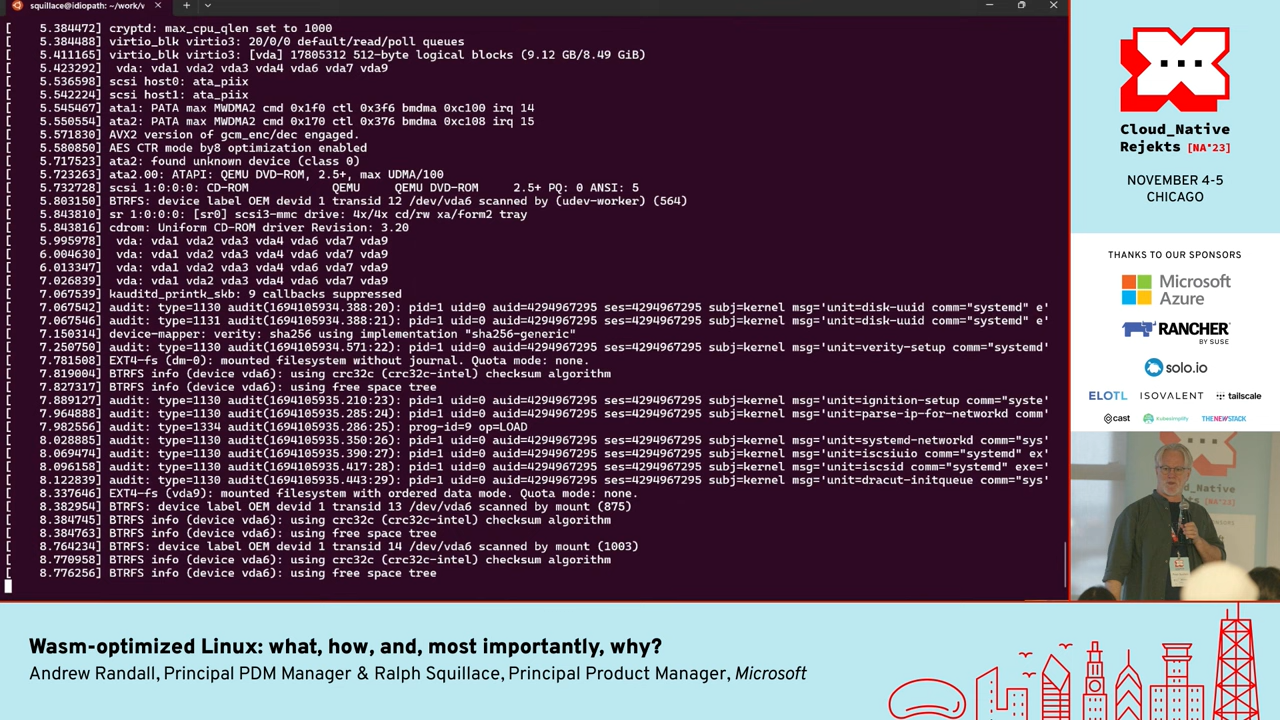 squillace@idiopath: ~/work/v
[    5.384472] cryptd: max_cpu_qlen set to 1000
[    5.384488] virtio_blk virtio3: 20/0/0 default/read/poll queues
[    5.411165] virtio_blk virtio3: [vda] 17805312 512-byte logical blocks (9.12 GB/8.49 GiB)
[    5.423292]  vda: vda1 vda2 vda3 vda4 vda6 vda7 vda9
[    5.536598] scsi host0: ata_piix
[    5.542224] scsi host1: ata_piix
[    5.545467] ata1: PATA max MWDMA2 cmd 0x1f0 ctl 0x3f6 bmdma 0xc100 irq 14
[    5.550554] ata2: PATA max MWDMA2 cmd 0x170 ctl 0x376 bmdma 0xc108 irq 15
[    5.571830] AVX2 version of gcm_enc/dec engaged.
[    5.580850] AES CTR mode by8 optimization enabled
[    5.717523] ata2: found unknown device (class 0)
[    5.723263] ata2.00: ATAPI: QEMU DVD-ROM, 2.5+, max UDMA/100
[    5.732728] scsi 1:0:0:0: CD-ROM            QEMU     QEMU DVD-ROM     2.5+ PQ: 0 ANSI: 5
[    5.803150] BTRFS: device label OEM devid 1 transid 12 /dev/vda6 scanned by (udev-worker) (564)
[    5.843810] sr 1:0:0:0: [sr0] scsi3-mmc drive: 4x/4x cd/rw xa/form2 tray
[    5.843816] cdrom: Uniform CD-ROM driver Revision: 3.20
[    5.995978]  vda: vda1 vda2 vda3 vda4 vda6 vda7 vda9
[    6.004630]  vda: vda1 vda2 vda3 vda4 vda6 vda7 vda9
[    6.013347]  vda: vda1 vda2 vda3 vda4 vda6 vda7 vda9
[    7.026839]  vda: vda1 vda2 vda3 vda4 vda6 vda7 vda9
[    7.067539] kauditd_printk_skb: 9 callbacks suppressed
[    7.067542] audit: type=1130 audit(1694105934.388:20): pid=1 uid=0 auid=4294967295 ses=4294967295 subj=kernel msg='unit=disk-uuid comm="systemd" e'
[    7.067546] audit: type=1131 audit(1694105934.388:21): pid=1 uid=0 auid=4294967295 ses=4294967295 subj=kernel msg='unit=disk-uuid comm="systemd" e'
[    7.150314] device-mapper: verity: sha256 using implementation "sha256-generic"
[    7.250750] audit: type=1130 audit(1694105934.571:22): pid=1 uid=0 auid=4294967295 ses=4294967295 subj=kernel msg='unit=verity-setup comm="systemd'
[    7.781508] EXT4-fs (dm-0): mounted filesystem without journal. Quota mode: none.
[    7.819004] BTRFS info (device vda6): using crc32c (crc32c-intel) checksum algorithm
[    7.827317] BTRFS info (device vda6): using free space tree
[    7.889127] audit: type=1130 audit(1694105935.210:23): pid=1 uid=0 auid=4294967295 ses=4294967295 subj=kernel msg='unit=ignition-setup comm="syste'
[    7.964888] audit: type=1130 audit(1694105935.285:24): pid=1 uid=0 auid=4294967295 ses=4294967295 subj=kernel msg='unit=parse-ip-for-networkd comm'
[    7.982556] audit: type=1334 audit(1694105935.286:25): prog-id=9 op=LOAD
[    8.028885] audit: type=1130 audit(1694105935.350:26): pid=1 uid=0 auid=4294967295 ses=4294967295 subj=kernel msg='unit=systemd-networkd comm="sys'
[    8.069474] audit: type=1130 audit(1694105935.390:27): pid=1 uid=0 auid=4294967295 ses=4294967295 subj=kernel msg='unit=iscsiuio comm="systemd" ex'
[    8.096158] audit: type=1130 audit(1694105935.417:28): pid=1 uid=0 auid=4294967295 ses=4294967295 subj=kernel msg='unit=iscsid comm="systemd" exe='
[    8.122839] audit: type=1130 audit(1694105935.443:29): pid=1 uid=0 auid=4294967295 ses=4294967295 subj=kernel msg='unit=dracut-initqueue comm="sys'
[    8.337646] EXT4-fs (vda9): mounted filesystem with ordered data mode. Quota mode: none.
[    8.382954] BTRFS: device label OEM devid 1 transid 13 /dev/vda6 scanned by mount (875)
[    8.384745] BTRFS info (device vda6): using crc32c (crc32c-intel) checksum algorithm
[    8.384763] BTRFS info (device vda6): using free space tree
[    8.764234] BTRFS: device label OEM devid 1 transid 14 /dev/vda6 scanned by mount (1003)
[    8.770958] BTRFS info (device vda6): using crc32c (crc32c-intel) checksum algorithm
[    8.776256] BTRFS info (device vda6): using free space tree
Cloud_Native
Rejekts [NA'23]
NOVEMBER 4-5
CHICAGO
THANKS TO OUR SPONSORS
Microsoft
Azure
RANCHER
BY SUSE
solo.io
ELOTL ISOVALENT tailscale
cast kubesimplify THENEWSTACK
Wasm-optimized Linux: what, how, and, most importantly, why?
Andrew Randall, Principal PDM Manager & Ralph Squillace, Principal Product Manager, Microsoft